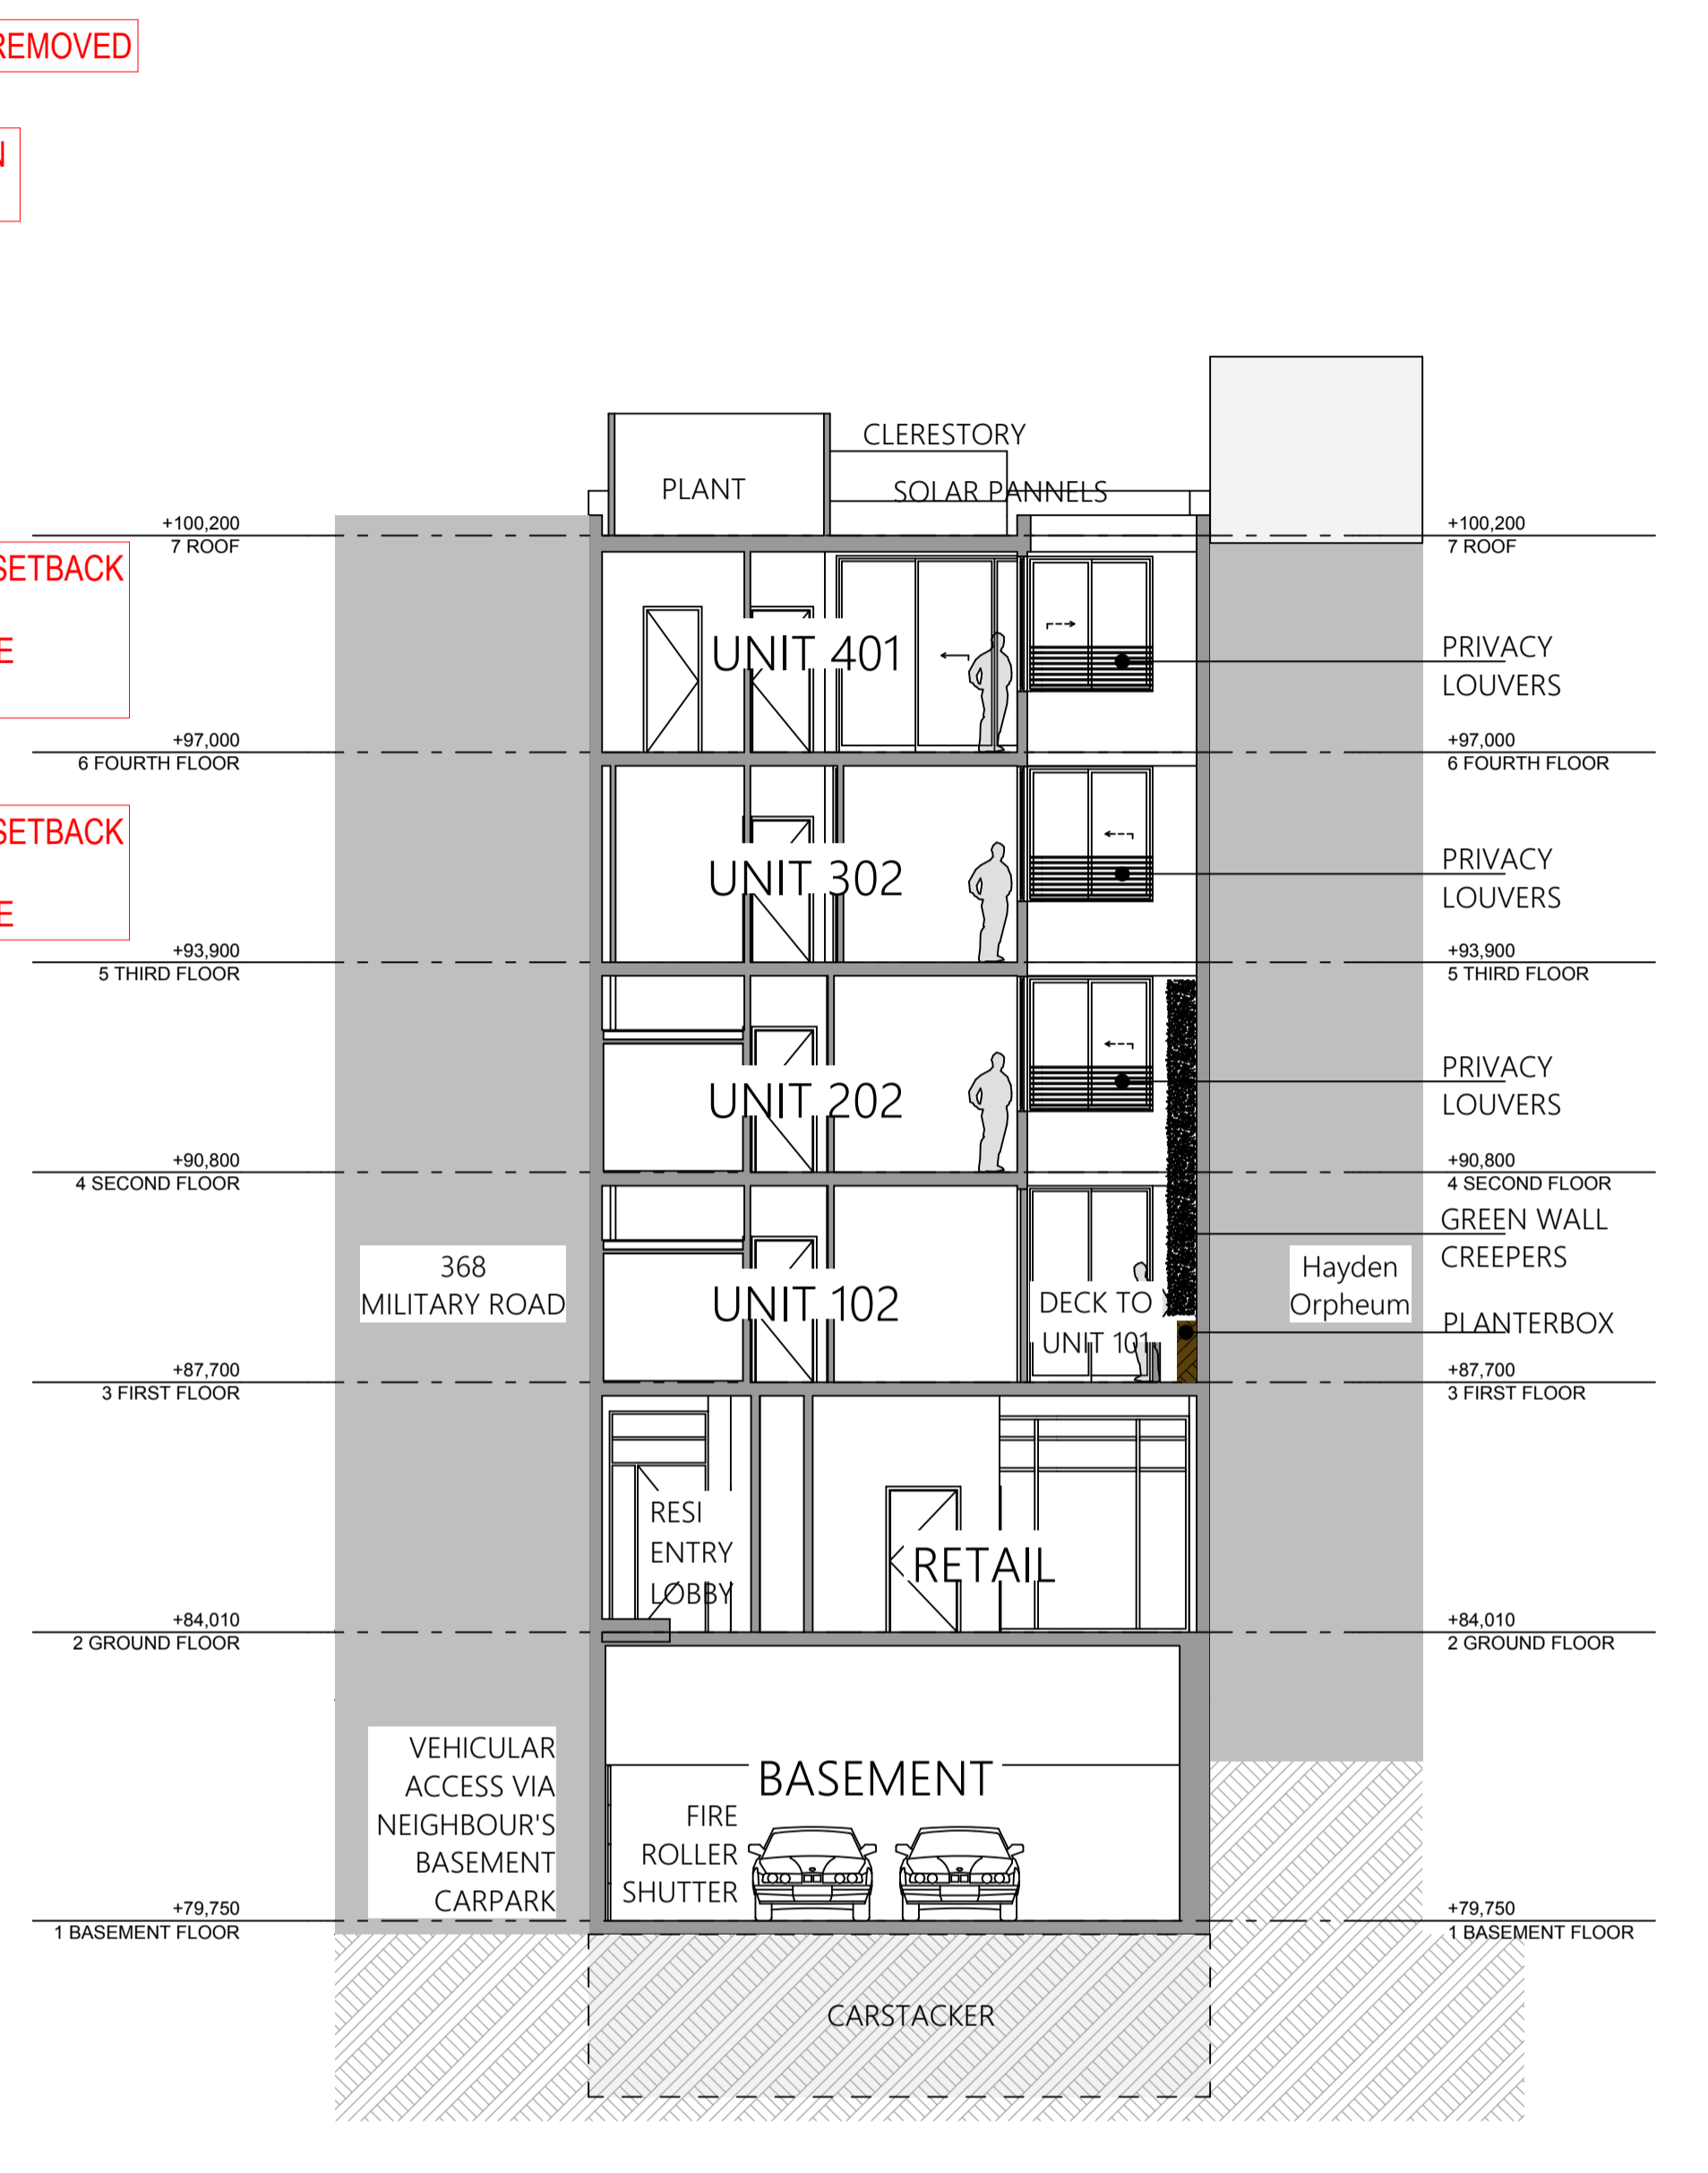 REMOVED
N
CLERESTORY
PLANT
SOLAR PANNELS
+100,200
7 ROOF
+100,200
7 ROOF
SETBACK
E
UNIT 401
PRIVACY
LOUVERS
+97,000
6 FOURTH FLOOR
+97,000
6 FOURTH FLOOR
SETBACK
E
UNIT 302
PRIVACY
LOUVERS
+93,900
5 THIRD FLOOR
+93,900
5 THIRD FLOOR
UNIT 202
PRIVACY
LOUVERS
+90,800
4 SECOND FLOOR
+90,800
4 SECOND FLOOR
GREEN WALL
CREEPERS
368
MILITARY ROAD
UNIT 102
DECK TO
UNIT 101
Hayden
Orpheum
PLANTERBOX
+87,700
3 FIRST FLOOR
+87,700
3 FIRST FLOOR
RESI
ENTRY
LOBBY
RETAIL
+84,010
2 GROUND FLOOR
+84,010
2 GROUND FLOOR
VEHICULAR
ACCESS VIA
NEIGHBOUR'S
BASEMENT
CARPARK
BASEMENT
FIRE
ROLLER
SHUTTER
+79,750
1 BASEMENT FLOOR
+79,750
1 BASEMENT FLOOR
CARSTACKER